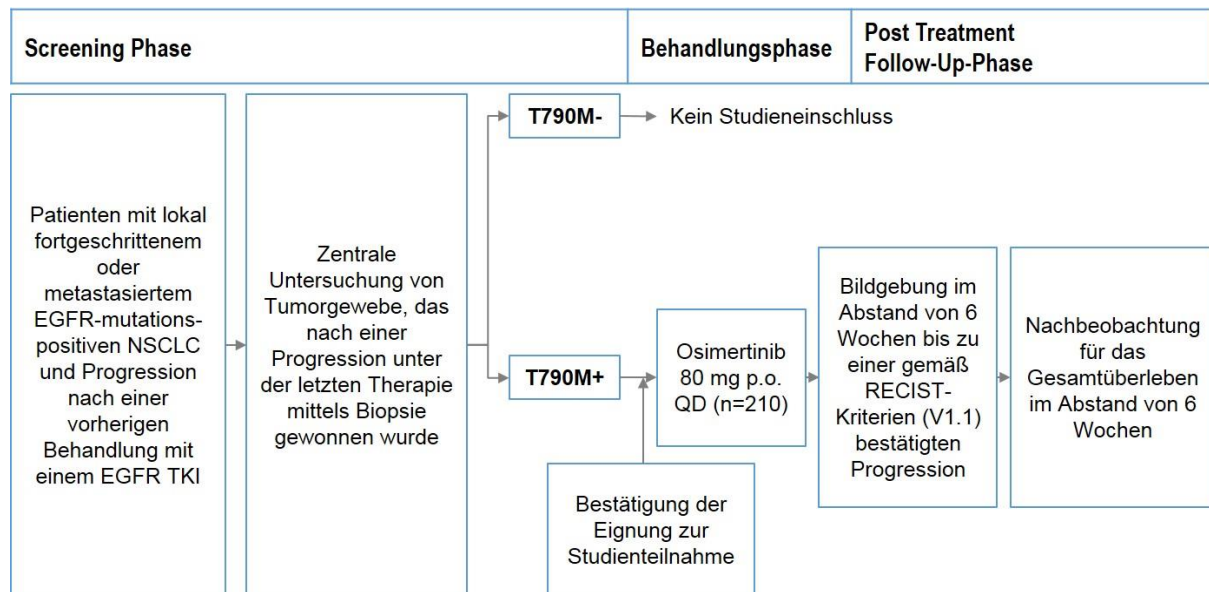 Screening Phase
Behandlungsphase
Post Treatment
Follow-Up-Phase
Patienten mit lokal
fortgeschrittenem
oder
metastasiertem
EGFR-mutations-
positiven NSCLC
und Progression
nach einer
vorherigen
Behandlung mit
einem EGFR TKI
Zentrale
Untersuchung von
Tumorgewebe, das
nach einer
Progression unter
der letzten Therapie
mittels Biopsie
gewonnen wurde
T790M-
Kein Studieneinschluss
T790M+
Bestätigung der
Eignung zur
Studienteilnahme
Osimertinib
80 mg p.o.
QD (n=210)
Bildgebung im
Abstand von 6
Wochen bis zu
einer gemäß
RECIST-
Kriterien (V1.1)
bestätigten
Progression
Nachbeobachtung
für das
Gesamtüberleben
im Abstand von 6
Wochen